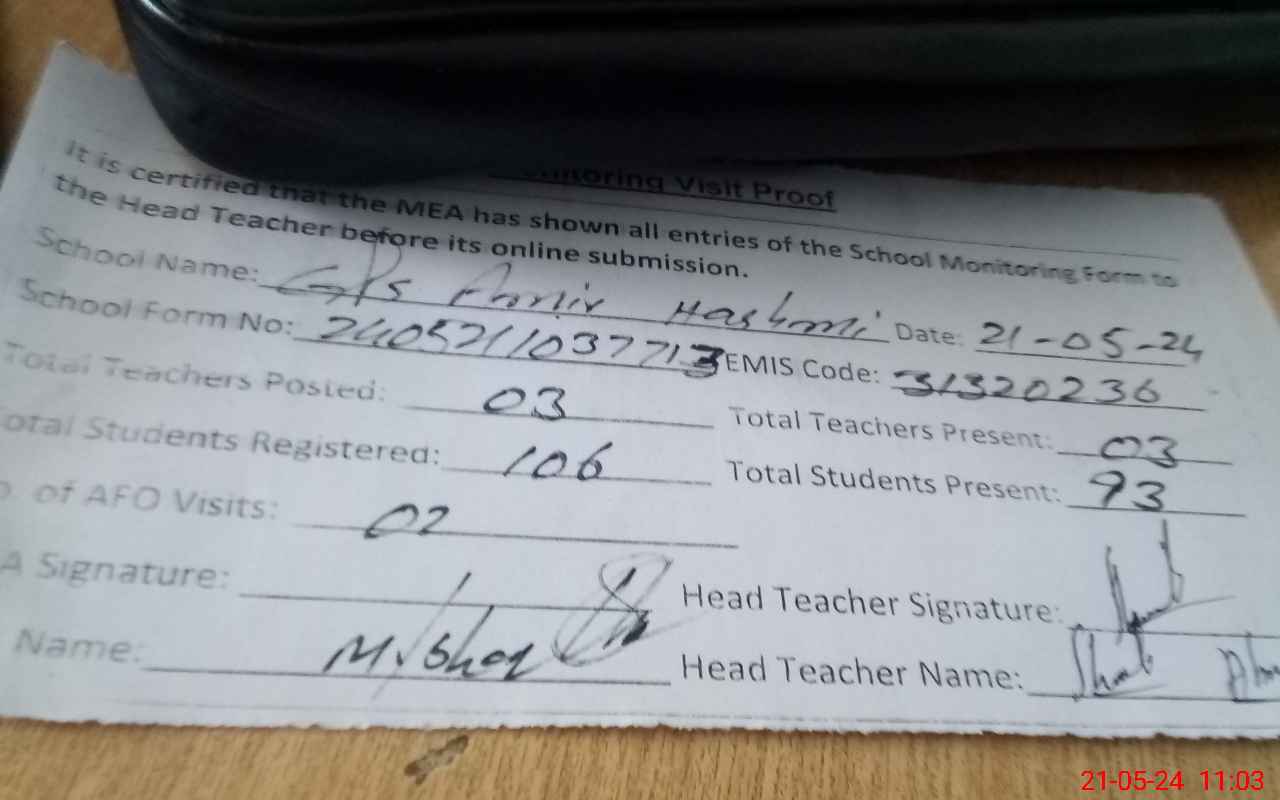 Visit Proof
It is certified that the MEA has shown all entries of the School Monitoring Form to
the Head Teacher before its online submission.
School Name: GPS Amir Hashmi Date: 21-05-24
School Form No: 24052110377713 EMIS Code: 31320236
Total Teachers Posted: 03 Total Teachers Present: 03
otal Students Registered: 106 Total Students Present: 93
of AFO Visits: 02
A Signature: Head Teacher Signature:
Name: Head Teacher Name:
21-05-24 11:03